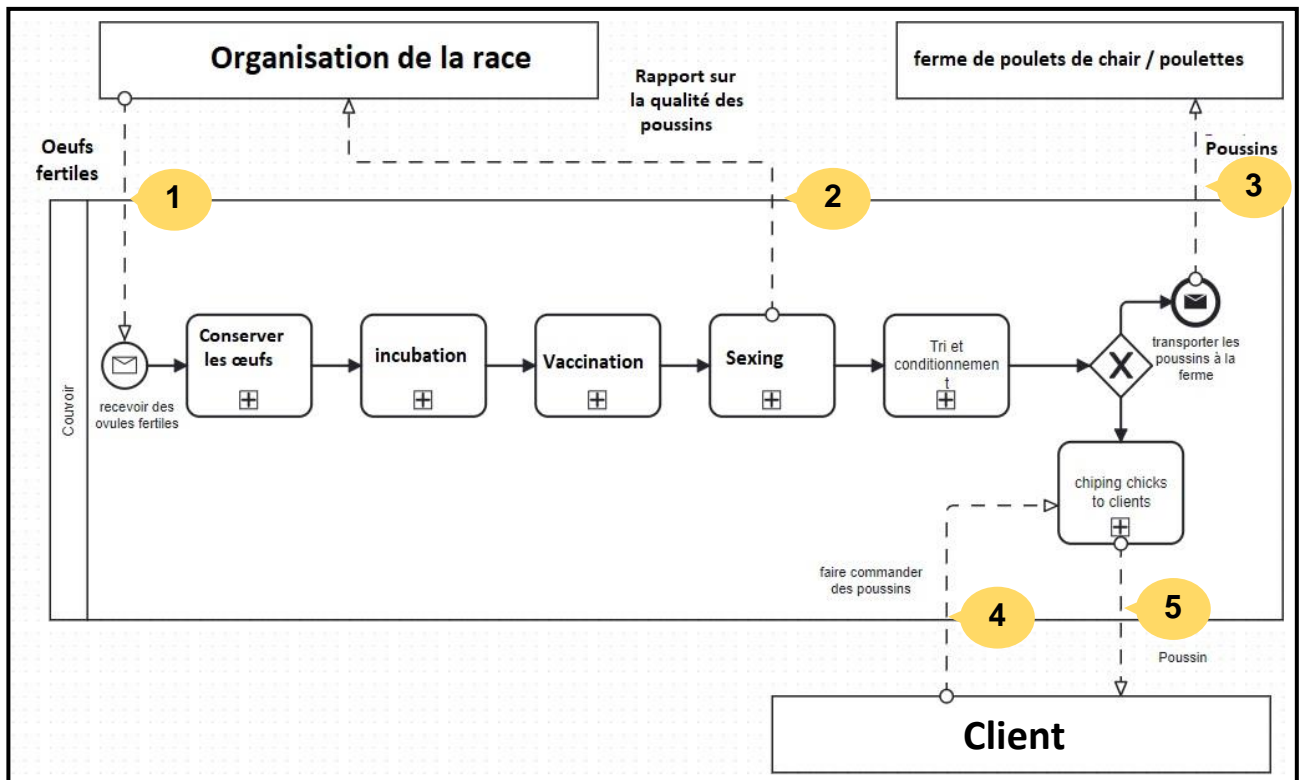 Organisation de la race
ferme de poulets de chair / poulettes
Rapport sur
la qualité des
poussins
Oeufs
fertiles
Poussins
1
2
3
Couvoir
Conserver
les œufs
incubation
Vaccination
Sexing
Tri et
conditionnemen
t
X
transporter les
poussins à la
ferme
recevoir des
ovules fertiles
chiping chicks
to clients
faire commander
des poussins
4
5
Poussin
Client